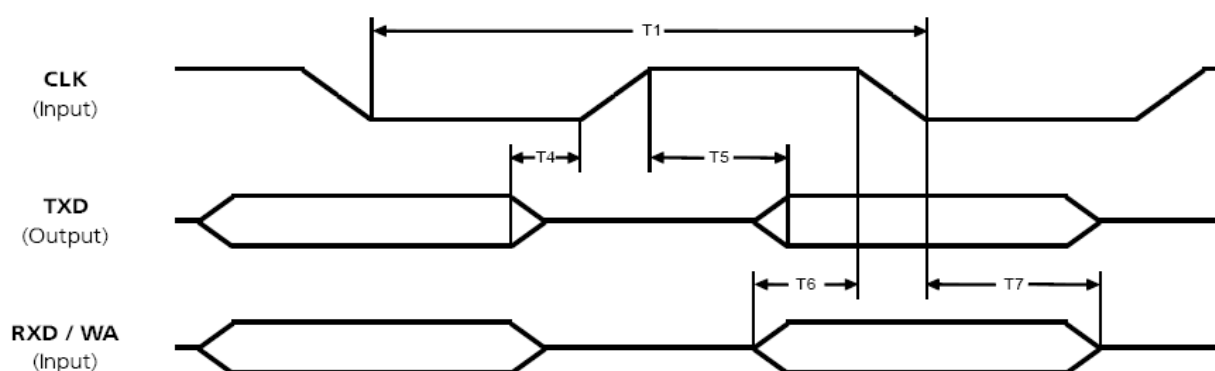 T1
CLK
(Input)
T4
T5
TXD
(Output)
T6
T7
RXD / WA
(Input)